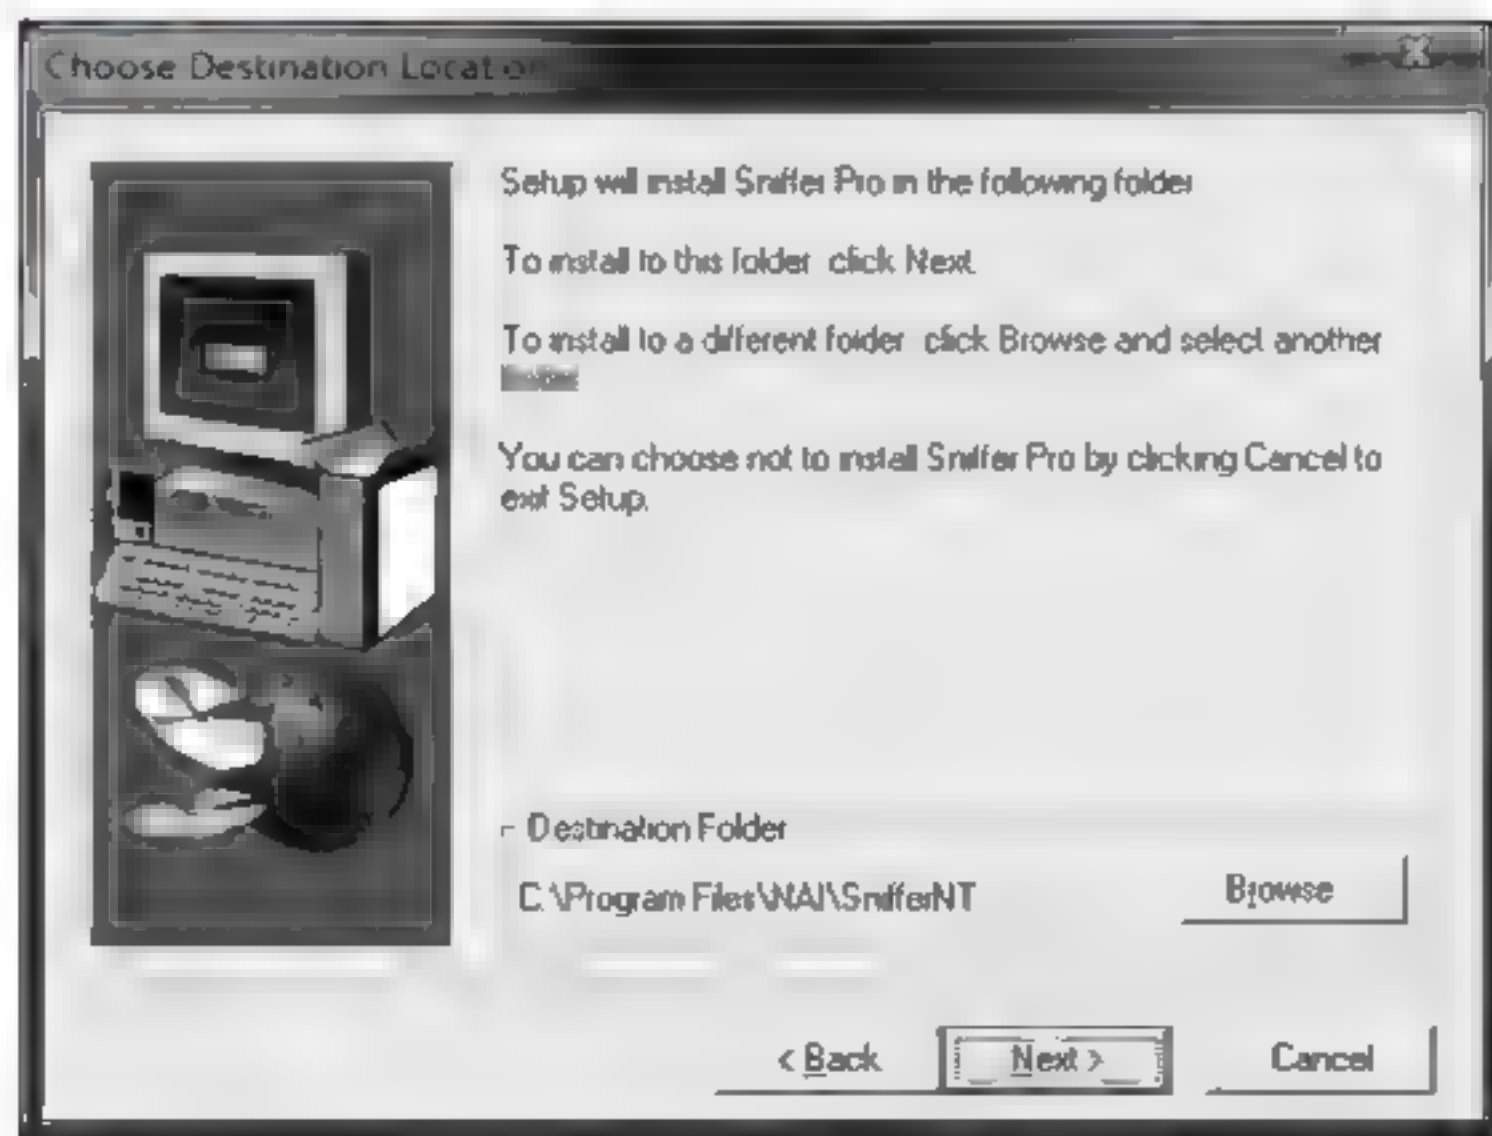 Choose Destination Location
Setup will install Sniffer Pro in the following folder
To install to this folder click Next.
To install to a different folder click Browse and select another
You can choose not to install Sniffer Pro by clicking Cancel to
exit Setup.
Destination Folder
C:\Program Files\NAI\SnifferNT
Browse
< Back
Next >
Cancel